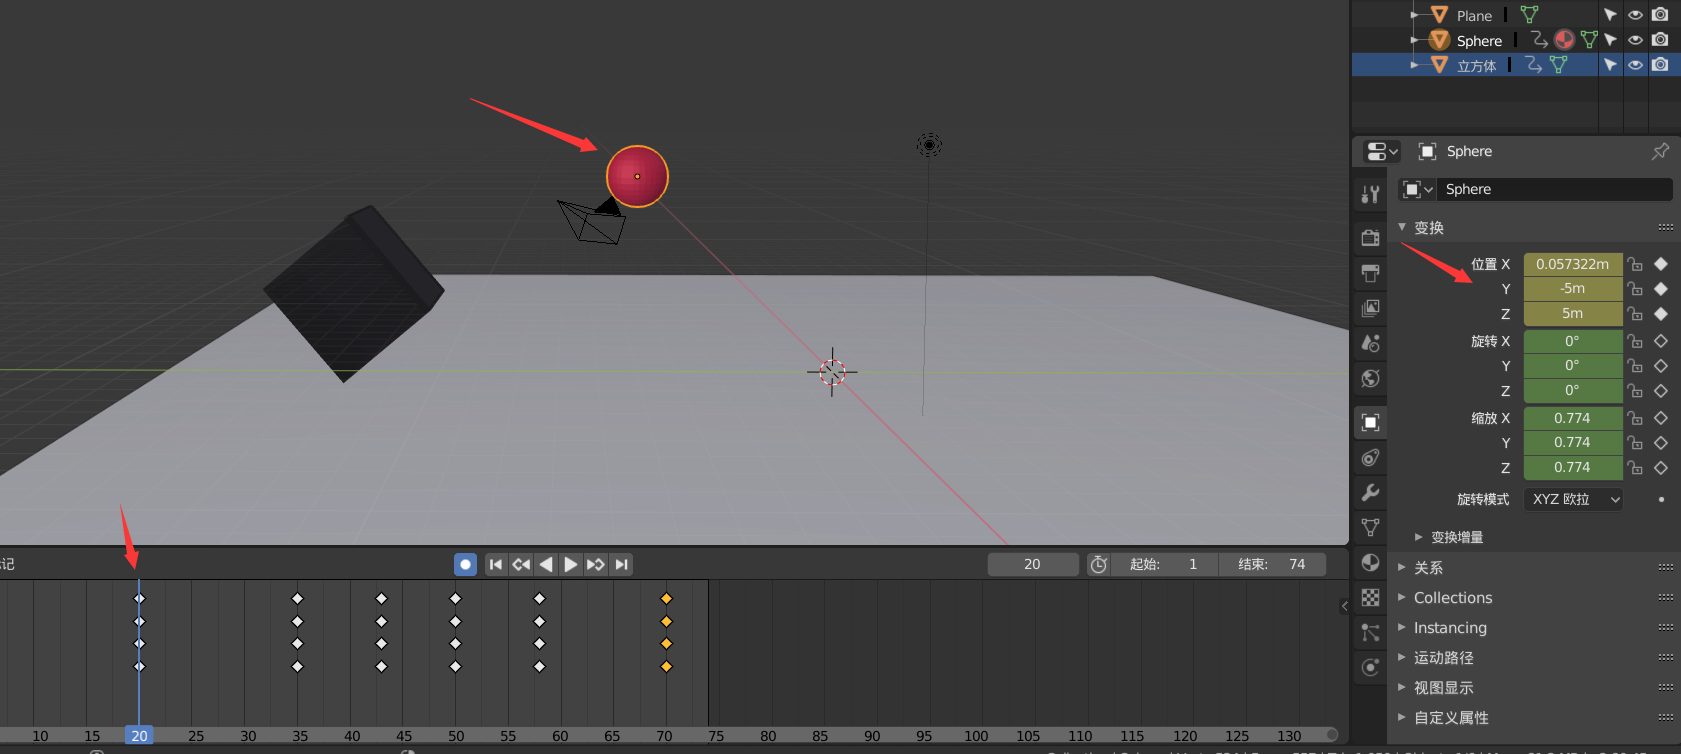 Plane
Sphere
立方体
Sphere
Sphere
变换
位置 X 0.057322m
Y -5m
Z 5m
旋转 X 0°
Y 0°
Z 0°
缩放 X 0.774
Y 0.774
Z 0.774
旋转模式 XYZ 欧拉
变换增量
关系
Collections
Instancing
运动路径
视图显示
自定义属性
记 20 起始: 1 结束: 74
10 15 20 25 30 35 40 45 50 55 60 65 70 75 80 85 90 95 100 105 110 115 120 125 130